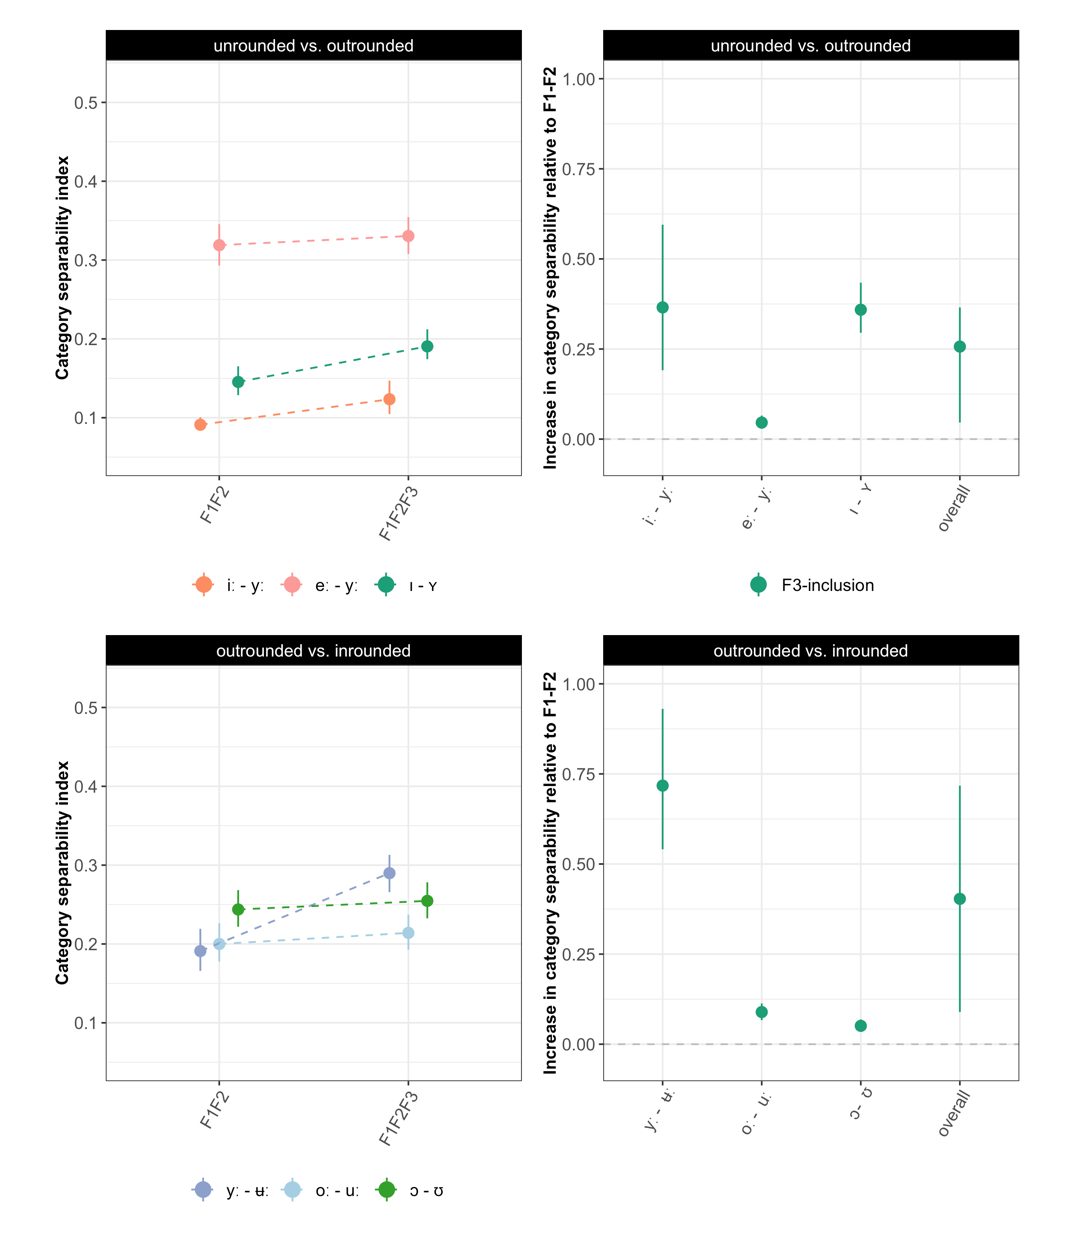 unrounded vs. outrounded
Category separability index
0.5
0.4
0.3
0.2
0.1
F1F2
F1F2F3
iː - yː
eː - yː
ɪ - ʏ
unrounded vs. outrounded
Increase in category separability relative to F1-F2
1.00
0.75
0.50
0.25
0.00
iː - yː
eː - yː
ɪ - ʏ
overall
F3-inclusion
outrounded vs. inrounded
Category separability index
0.5
0.4
0.3
0.2
0.1
F1F2
F1F2F3
yː - ʉː
oː - uː
ɔ - ʊ
outrounded vs. inrounded
Increase in category separability relative to F1-F2
1.00
0.75
0.50
0.25
0.00
yː - ʉː
oː - uː
ɔ - ʊ
overall